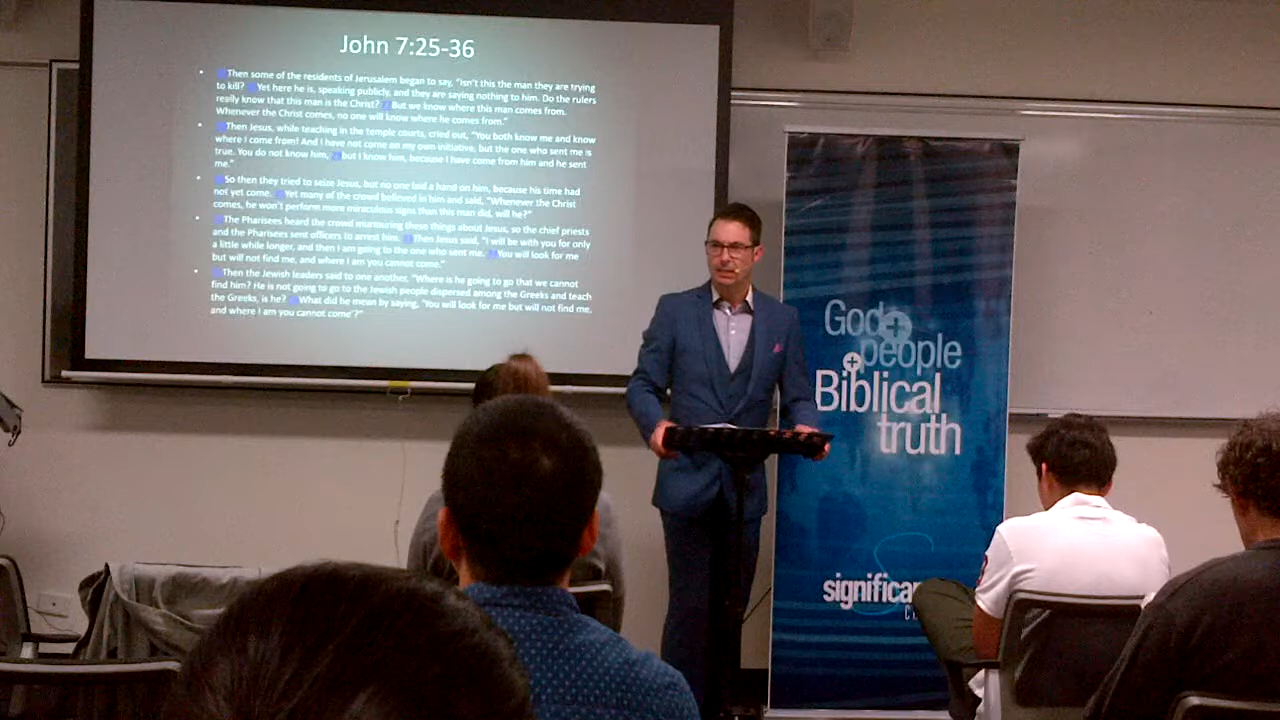 John 7:25-36
• Then some of the residents of Jerusalem began to say, "Isn't this the man they are trying
to kill? Yet here he is, speaking publicly, and they are saying nothing to him. Do the rulers
really know that this man is the Christ? But we know where this man comes from.
Whenever the Christ comes, no one will know where he comes from."
• Then Jesus, while teaching in the temple courts, cried out, "You both know me and know
where I come from! And I have not come on my own initiative, but the one who sent me is
true. You do not know him, but I know him, because I have come from him and he sent
me."
• So then they tried to seize Jesus, but no one laid a hand on him, because his time had
not yet come. Yet many of the crowd believed in him and said, "Whenever the Christ
comes, he won't perform more miraculous signs than this man did, will he?"
• The Pharisees heard the crowd murmuring these things about Jesus, so the chief priests
and the Pharisees sent officers to arrest him. Then Jesus said, "I will be with you for only
a little while longer, and then I am going to the one who sent me. You will look for me
but will not find me, and where I am you cannot come."
• Then the Jewish leaders said to one another, "Where is he going to go that we cannot
find him? He is not going to go to the Jewish people dispersed among the Greeks and teach
the Greeks, is he? What did he mean by saying, 'You will look for me but will not find me,
and where I am you cannot come'?"
God +
+ people
Biblical
truth
significa